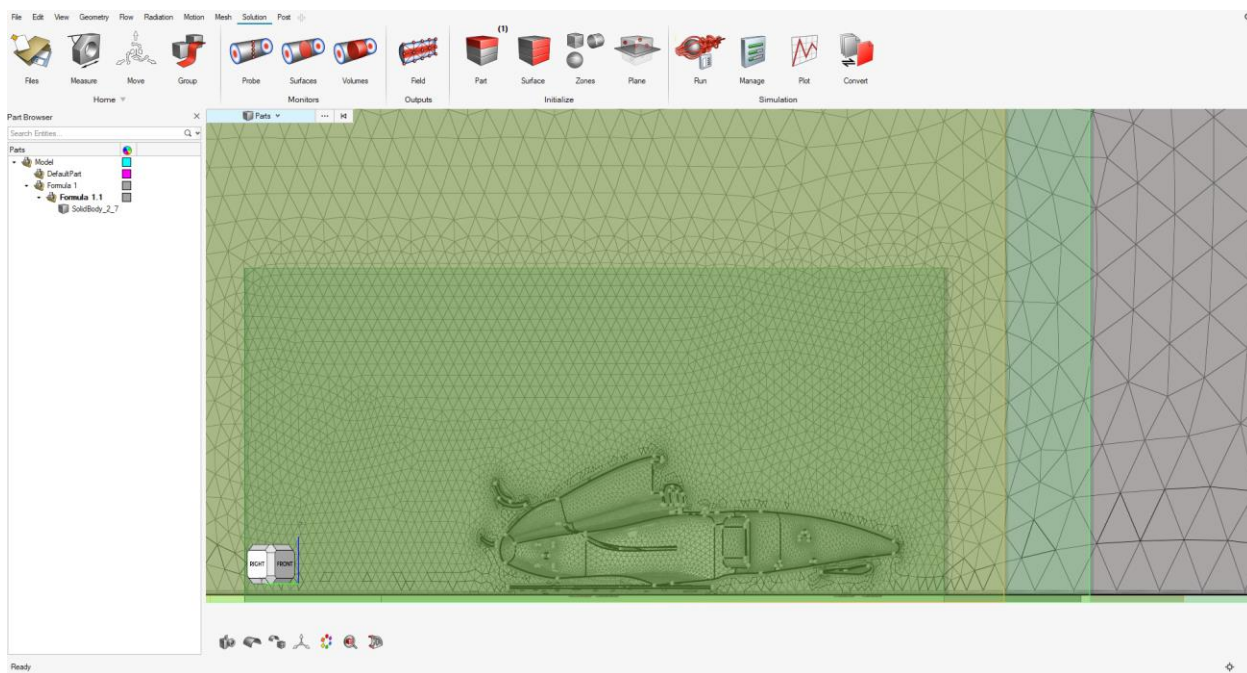 File Edit View Geometry Flow Radiation Motion Mesh Solution Post
(1)
Files Measure Move Group Probe Surfaces Volumes Field Part Surface Zones Plane Run Manage Plot Convert
Home Monitors Outputs Initialize Simulation
Part Browser
Parts
Search Entities...
Parts
Model
DefaultPart
Formula 1
Formula 1.1
SolidBody_2_7
RIGHT FRONT
Ready